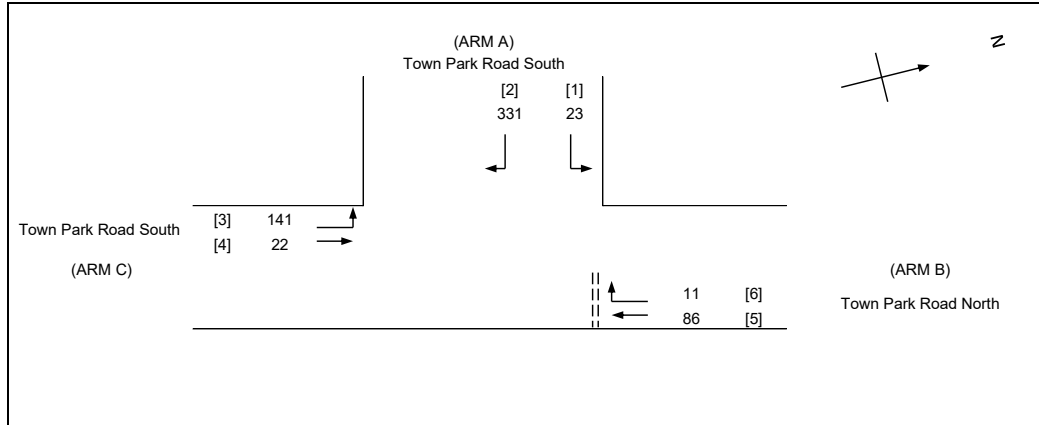 (ARM A)
Town Park Road South
[2] [1]
331 23
N
[3] 141
Town Park Road South
[4] 22
(ARM C)
(ARM B)
11 [6]
Town Park Road North
86 [5]